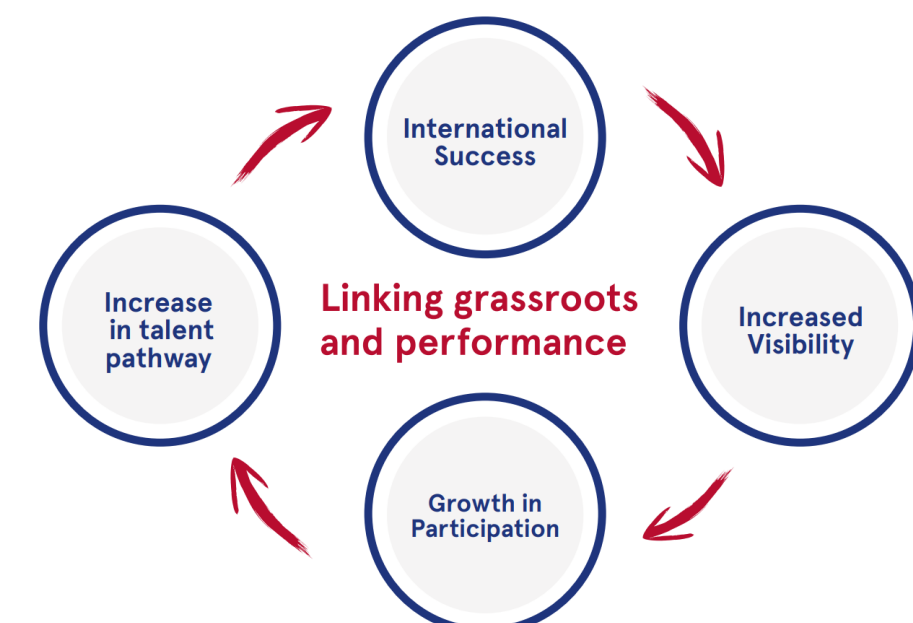 International
Success
Increase
in talent
pathway
Linking grassroots
and performance
Increased
Visibility
Growth in
Participation